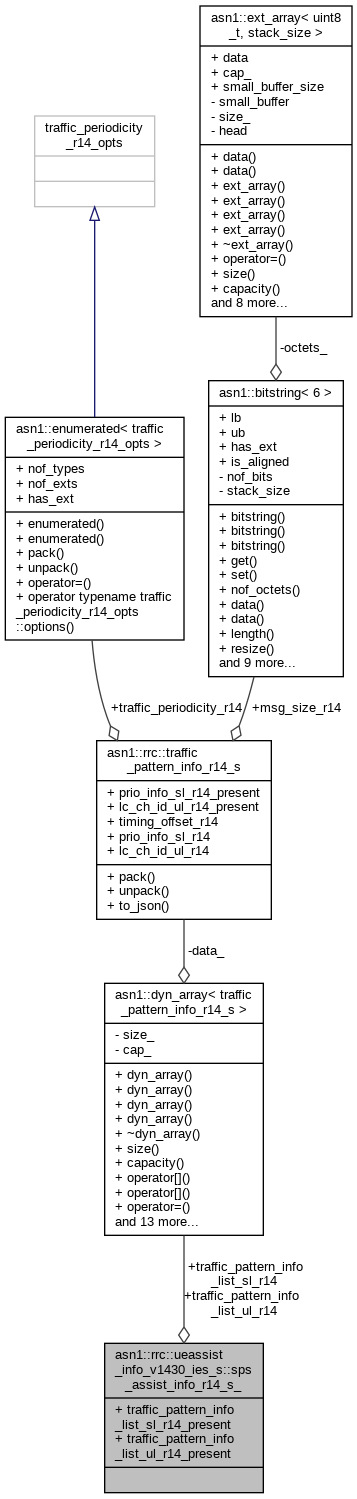 asn1::ext_array< uint8
_t, stack_size >
+ data
+ cap_
+ small_buffer_size
- small_buffer
- size_
- head
+ data()
+ data()
+ ext_array()
+ ext_array()
+ ext_array()
+ ext_array()
+ ~ext_array()
+ operator=()
+ size()
+ capacity()
and 8 more...
traffic_periodicity
_r14_opts
-octets_
asn1::bitstring< 6 >
+ lb
+ ub
+ has_ext
+ is_aligned
- nof_bits
- stack_size
+ bitstring()
+ bitstring()
+ bitstring()
+ get()
+ set()
+ nof_octets()
+ data()
+ data()
+ length()
+ resize()
and 9 more...
asn1::enumerated< traffic
_periodicity_r14_opts >
+ nof_types
+ nof_exts
+ has_ext
+ enumerated()
+ enumerated()
+ pack()
+ unpack()
+ operator=()
+ operator typename traffic
_periodicity_r14_opts
::options()
+traffic_periodicity_r14
+msg_size_r14
asn1::rrc::traffic
_pattern_info_r14_s
+ prio_info_sl_r14_present
+ lc_ch_id_ul_r14_present
+ timing_offset_r14
+ prio_info_sl_r14
+ lc_ch_id_ul_r14
+ pack()
+ unpack()
+ to_json()
-data_
asn1::dyn_array< traffic
_pattern_info_r14_s >
- size_
- cap_
+ dyn_array()
+ dyn_array()
+ dyn_array()
+ dyn_array()
+ ~dyn_array()
+ size()
+ capacity()
+ operator[]()
+ operator[]()
+ operator=()
and 13 more...
+traffic_pattern_info
_list_sl_r14
+traffic_pattern_info
_list_ul_r14
asn1::rrc::ueassist
_info_v1430_ies_s::sps
_assist_info_r14_s_
+ traffic_pattern_info
_list_sl_r14_present
+ traffic_pattern_info
_list_ul_r14_present